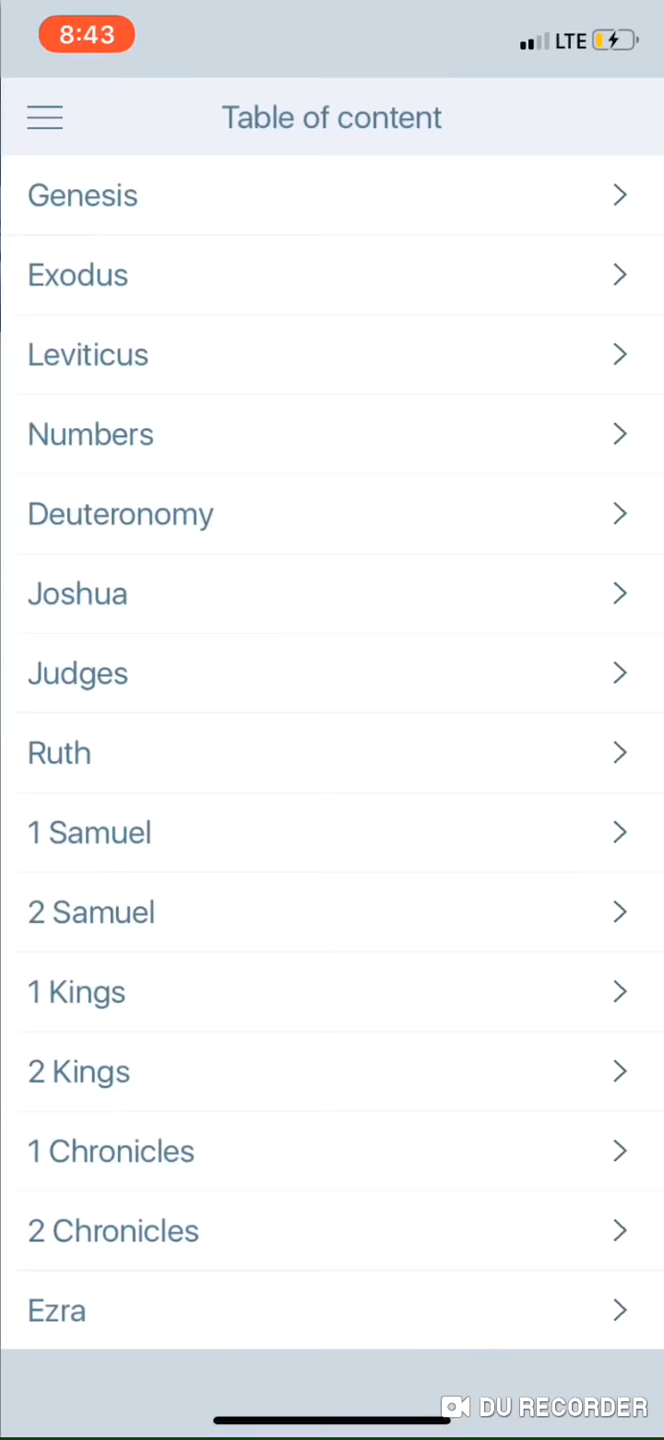 8:43
LTE
Table of content
Genesis
Exodus
Leviticus
Numbers
Deuteronomy
Joshua
Judges
Ruth
1 Samuel
2 Samuel
1 Kings
2 Kings
1 Chronicles
2 Chronicles
Ezra
DU RECORDER